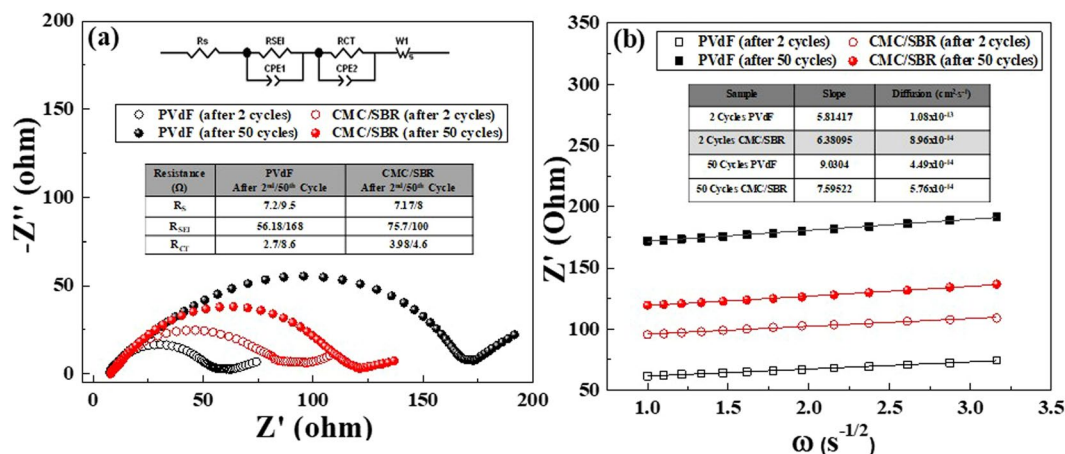 (a)
Rs RSEI RCT W1
s
CPE1 CPE2
PVdF (after 2 cycles) CMC/SBR (after 2 cycles)
PVdF (after 50 cycles) CMC/SBR (after 50 cycles)
Resistance (Ω) PVdF After 2nd/50th Cycle CMC/SBR After 2nd/50th Cycle
RS 7.2/9.5 7.17/8
RSEI 56.18/168 75.7/100
RCT 2.7/8.6 3.98/4.6
-Z'' (ohm)
200
150
100
50
0
0 50 100 150 200
Z' (ohm)
(b)
PVdF (after 2 cycles) CMC/SBR (after 2 cycles)
PVdF (after 50 cycles) CMC/SBR (after 50 cycles)
Sample Slope Diffusion (cm²·s⁻¹)
2 Cycles PVdF 5.81417 1.08x10⁻¹³
2 Cycles CMC/SBR 6.38095 8.96x10⁻¹⁴
50 Cycles PVdF 9.0304 4.49x10⁻¹⁴
50 Cycles CMC/SBR 7.59522 5.76x10⁻¹⁴
Z' (Ohm)
300
250
200
150
100
50
1.0 1.5 2.0 2.5 3.0 3.5
ω (s⁻¹/²)